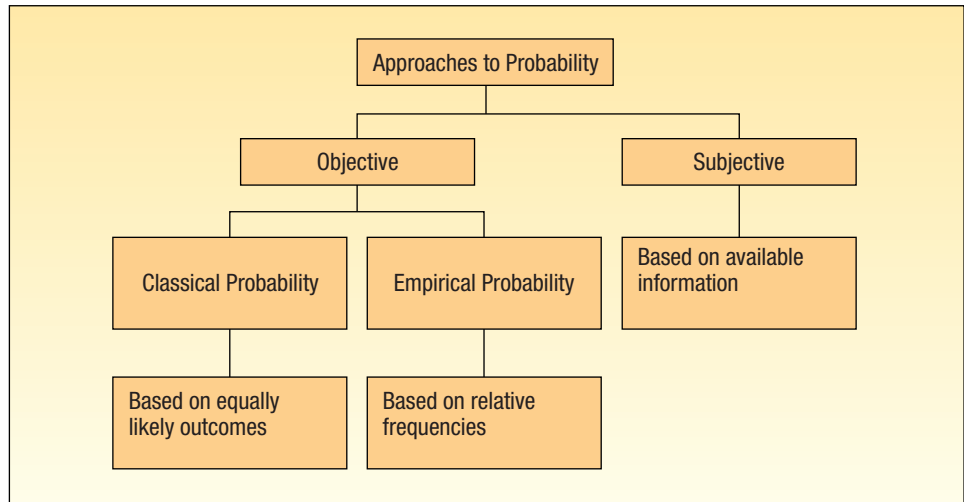 Approaches to Probability
Objective
Subjective
Classical Probability
Empirical Probability
Based on available
information
Based on equally
likely outcomes
Based on relative
frequencies